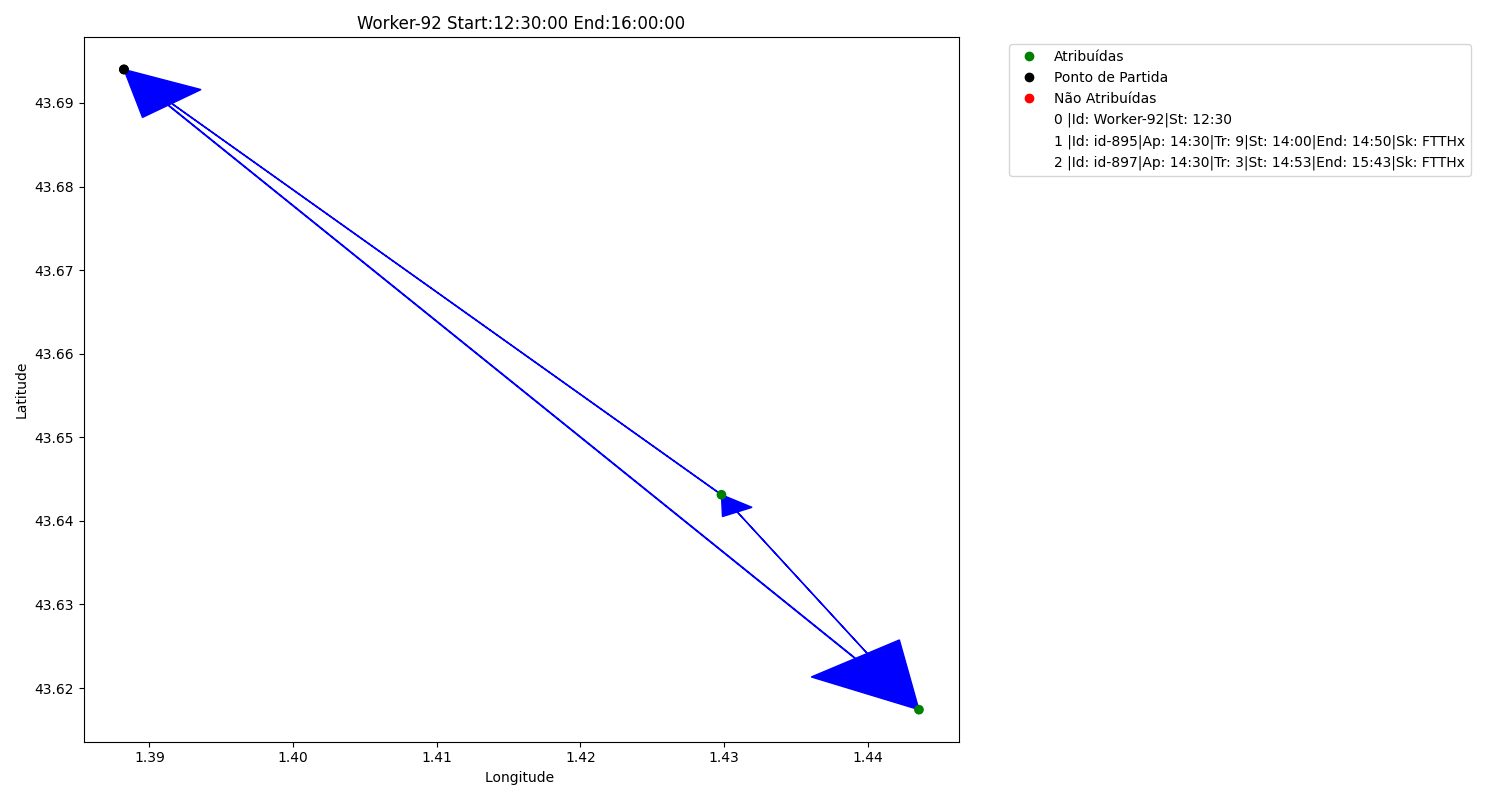 Worker-92 Start:12:30:00 End:16:00:00
Atribuídas
Ponto de Partida
Não Atribuídas
0 |Id: Worker-92|St: 12:30
1 |Id: id-895|Ap: 14:30|Tr: 9|St: 14:00|End: 14:50|Sk: FTTHx
2 |Id: id-897|Ap: 14:30|Tr: 3|St: 14:53|End: 15:43|Sk: FTTHx
Latitude
43.69
43.68
43.67
43.66
43.65
43.64
43.63
43.62
1.39 1.40 1.41 1.42 1.43 1.44
Longitude